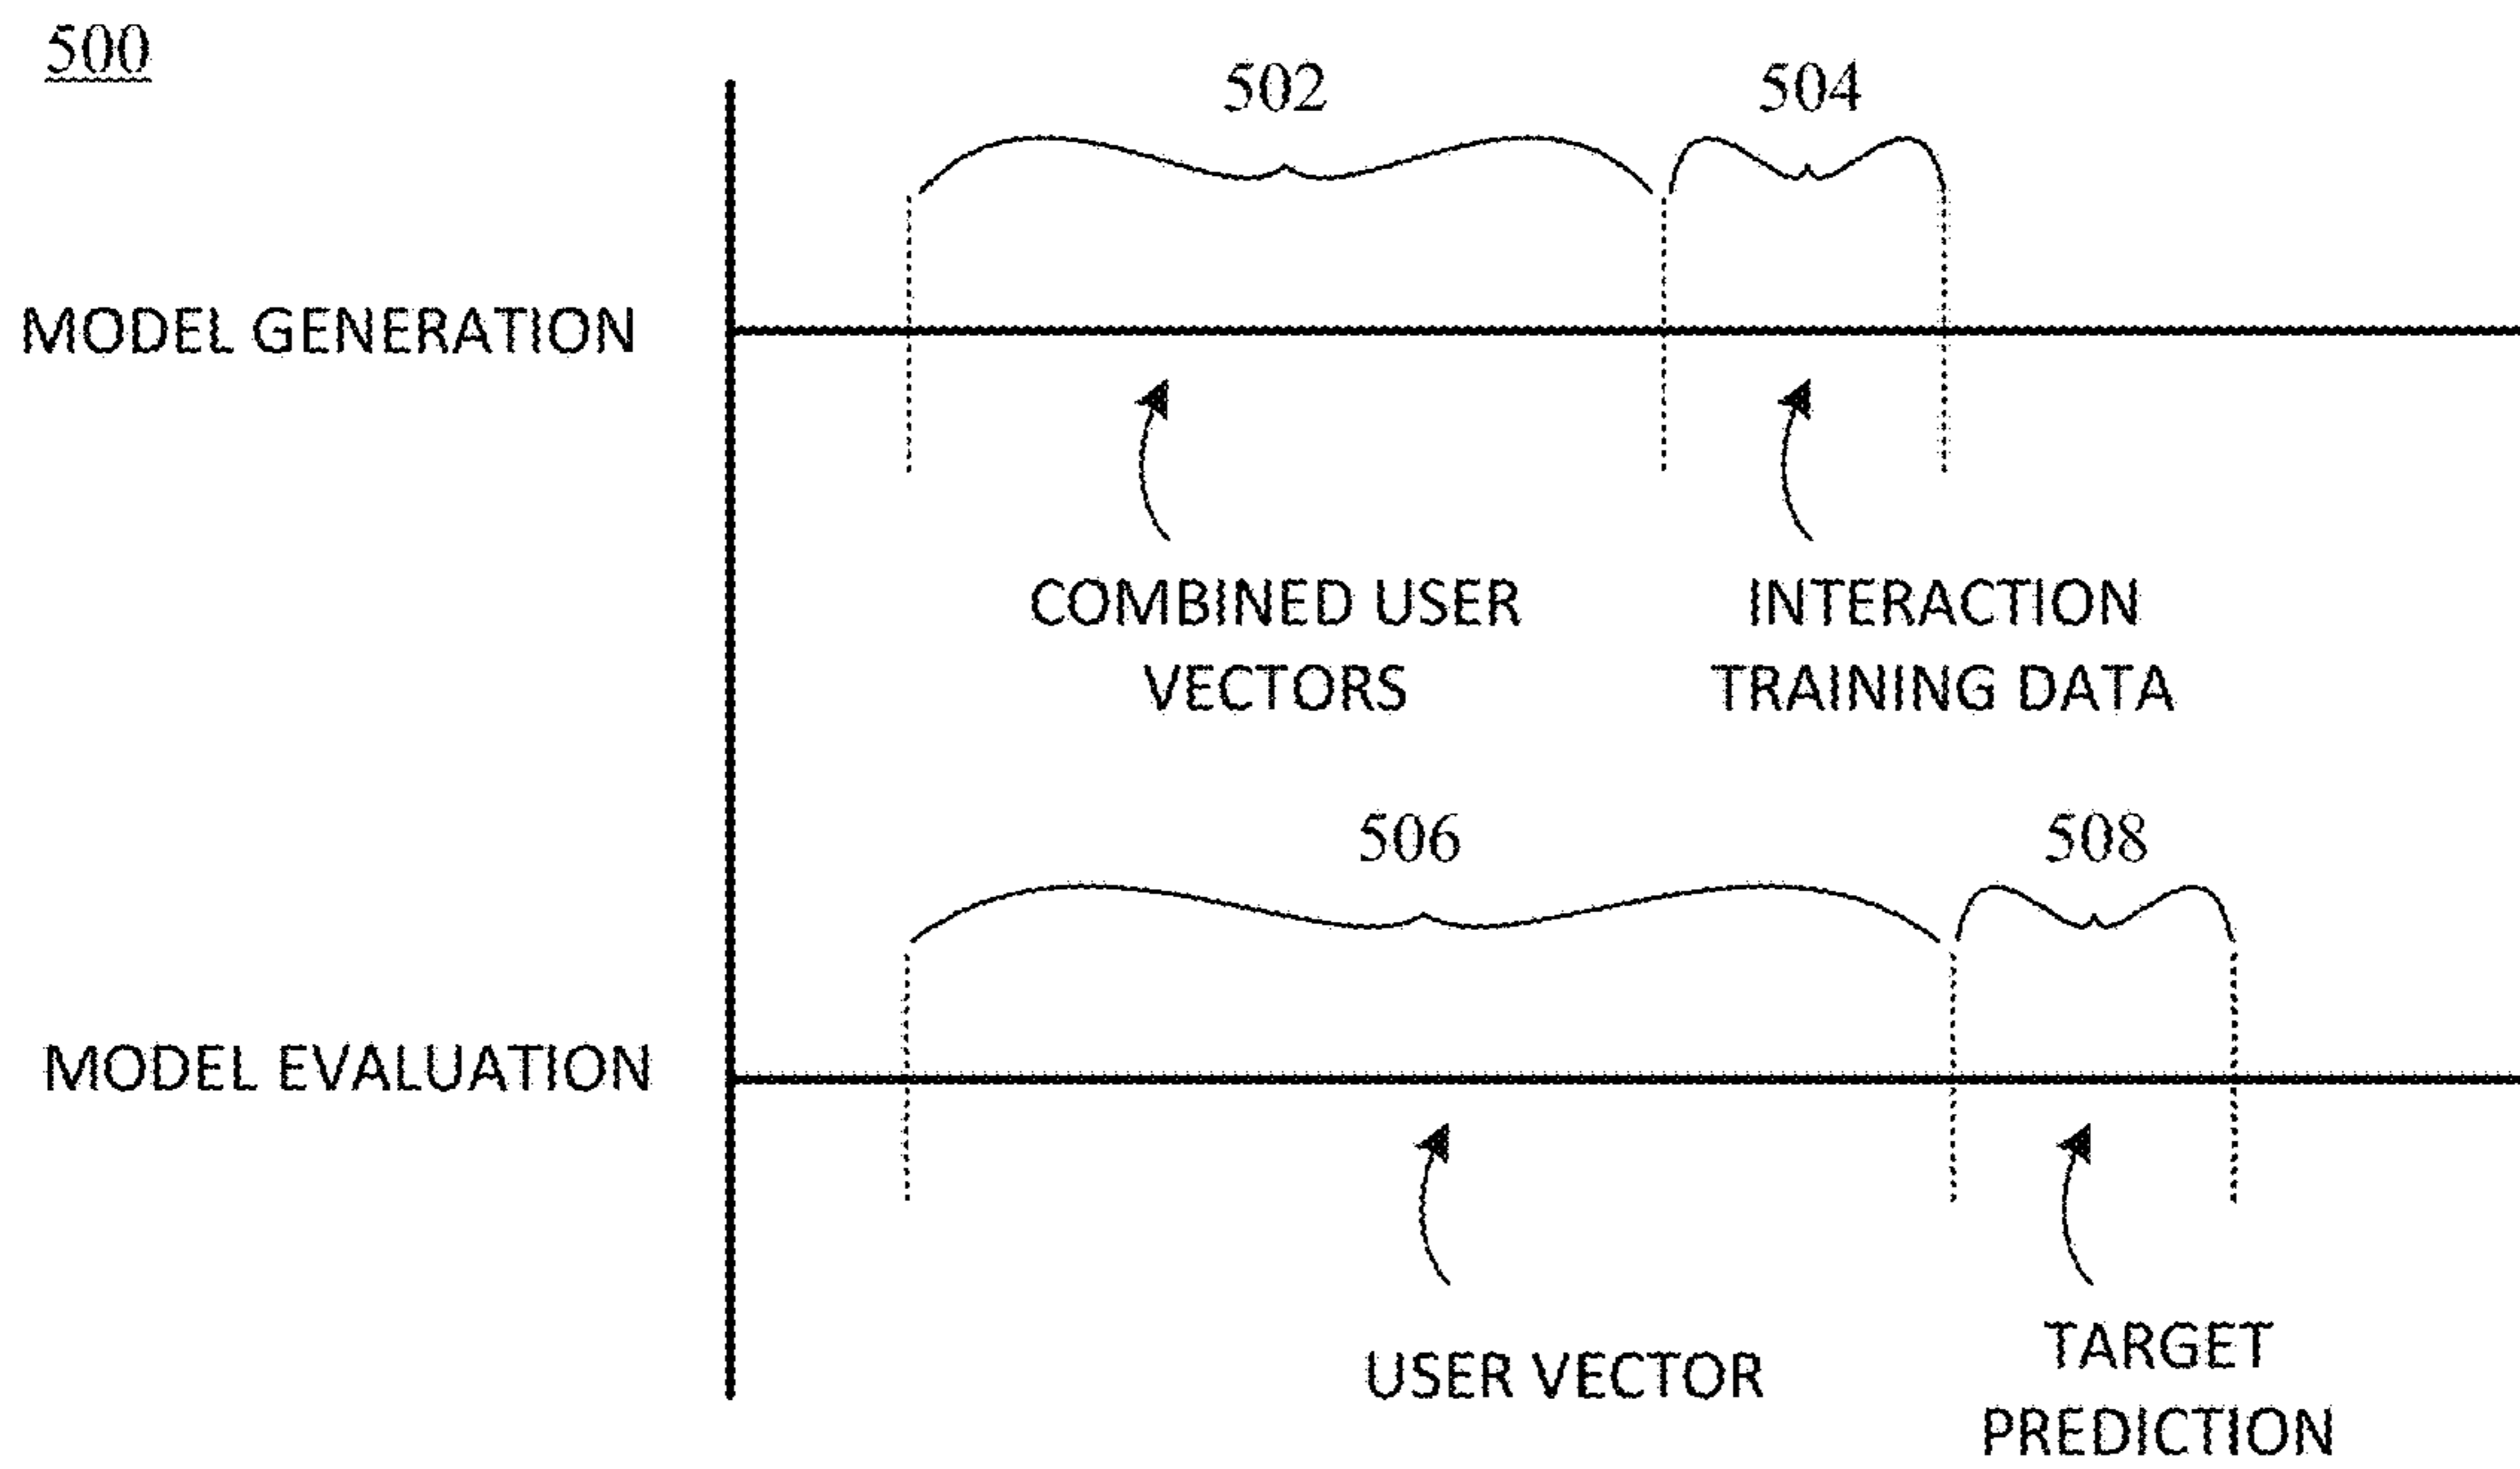 500
502
504
MODEL GENERATION
COMBINED USER
VECTORS
INTERACTION
TRAINING DATA
506
508
MODEL EVALUATION
USER VECTOR
TARGET
PREDICTION